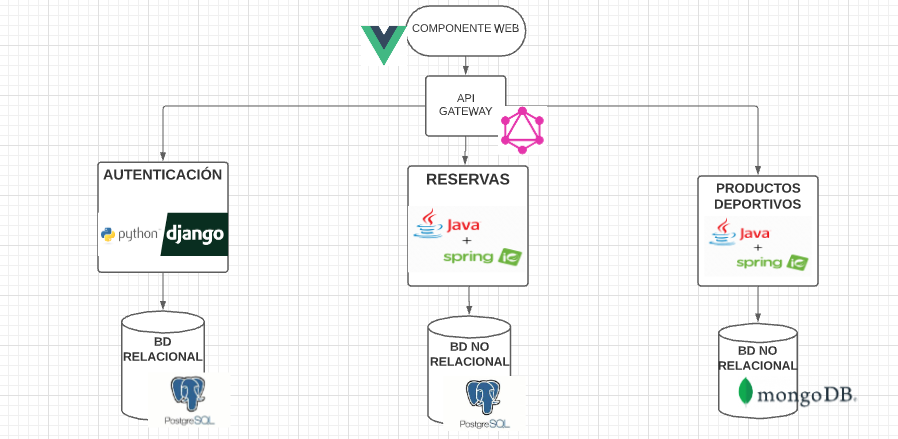 COMPONENTE WEB
API
GATEWAY
AUTENTICACIÓN
python
django
RESERVAS
Java
+
spring
PRODUCTOS
DEPORTIVOS
Java
+
spring
BD
RELACIONAL
PostgreSQL
BD NO
RELACIONAL
PostgreSQL
BD NO
RELACIONAL
mongoDB.